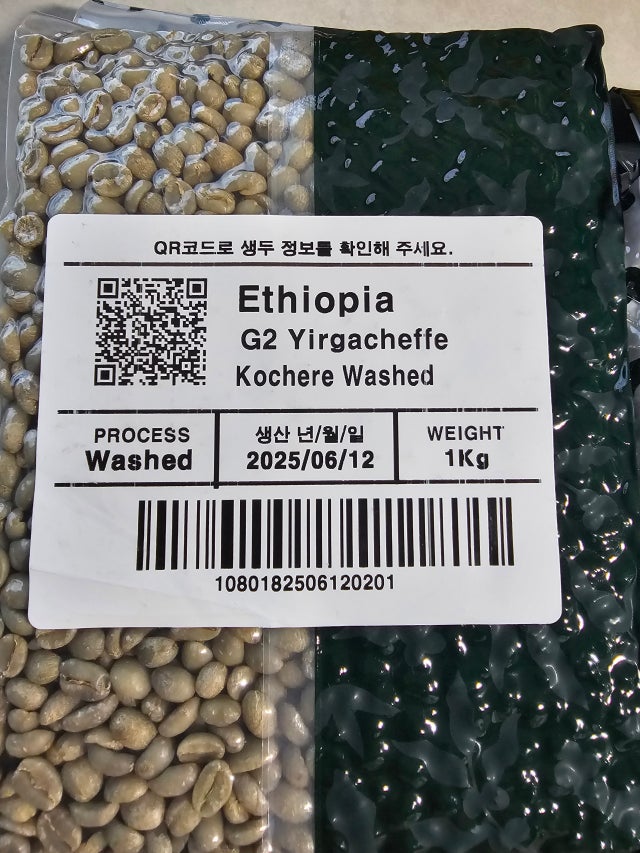 QR코드로 생두 정보를 확인해 주세요.
Ethiopia
G2 Yirgacheffe
Kochere Washed
PROCESS
Washed
생산 년/월/일
2025/06/12
WEIGHT
1Kg
1080182506120201